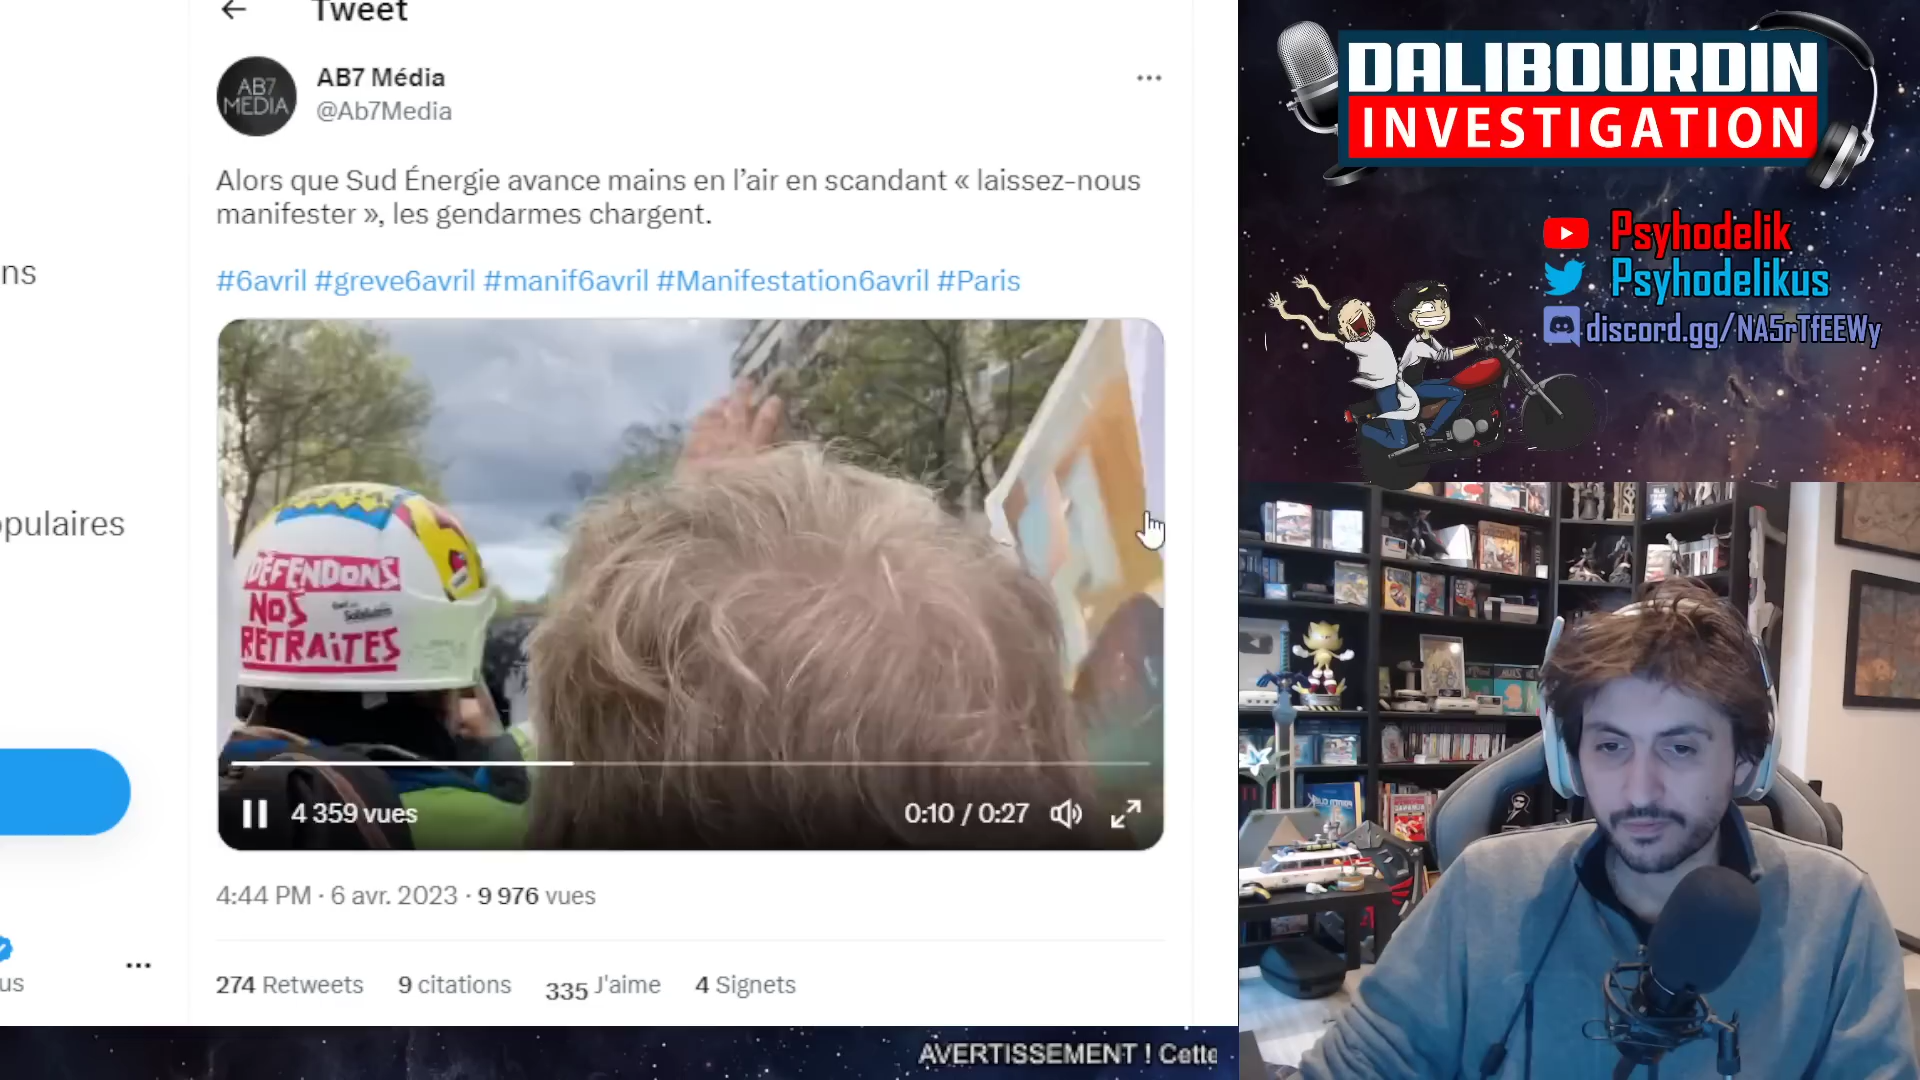 Tweet
AB7 Média
@Ab7Media
AB7
MEDIA
Alors que Sud Énergie avance mains en l’air en scandant « laissez-nous
manifester », les gendarmes chargent.
#6avril #greve6avril #manif6avril #Manifestation6avril #Paris
DÉFENDONS
NOS
RETRAiTES
Solidaires
4 359 vues
0:10 / 0:27
4:44 PM · 6 avr. 2023 · 9 976 vues
274 Retweets 9 citations 335 J'aime 4 Signets
ns
opulaires
us
AVERTISSEMENT ! Cette
DALIBOURDIN
INVESTIGATION
Psyhodelik
Psyhodelikus
discord.gg/NA5rTfEEWy